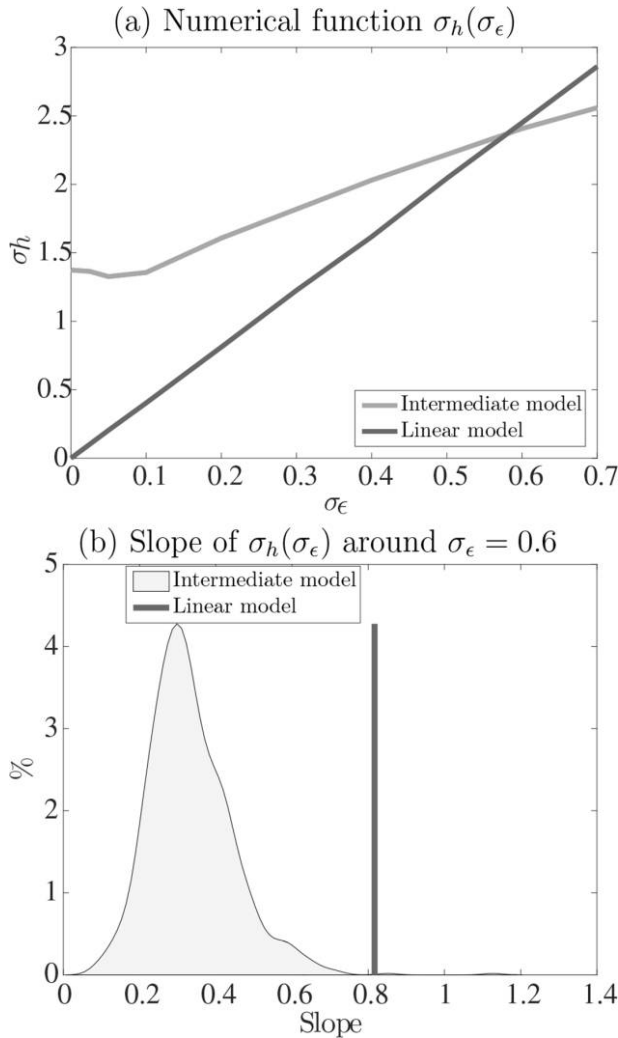 (a) Numerical function σₕ(σ_ϵ)
3
2.5
2
1.5
1
0.5
0
σh
0 0.1 0.2 0.3 0.4 0.5 0.6 0.7
σϵ
Intermediate model
Linear model
(b) Slope of σₕ(σ_ϵ) around σ_ϵ = 0.6
5
4
3
2
1
0
%
Intermediate model
Linear model
0 0.2 0.4 0.6 0.8 1 1.2 1.4
Slope